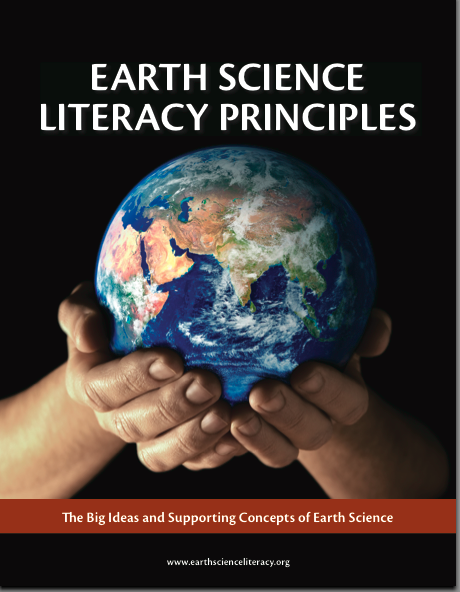 EARTH SCIENCE
LITERACY PRINCIPLES
The Big Ideas and Supporting Concepts of Earth Science
www.earthscienceliteracy.org